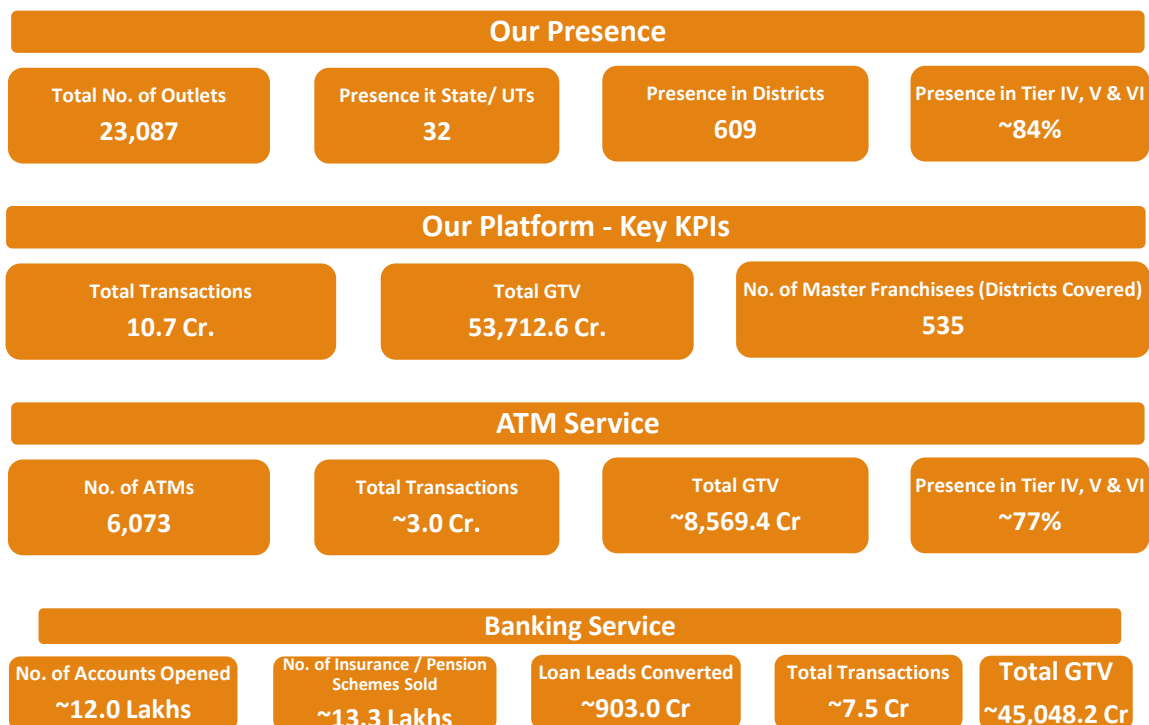 Our Presence
Total No. of Outlets
23,087
Presence it State/ UTs
32
Presence in Districts
609
Presence in Tier IV, V & VI
~84%
Our Platform - Key KPIs
Total Transactions
10.7 Cr.
Total GTV
53,712.6 Cr.
No. of Master Franchisees (Districts Covered)
535
ATM Service
No. of ATMs
6,073
Total Transactions
~3.0 Cr.
Total GTV
~8,569.4 Cr
Presence in Tier IV, V & VI
~77%
Banking Service
No. of Accounts Opened
~12.0 Lakhs
No. of Insurance / Pension
Schemes Sold
~13.3 Lakhs
Loan Leads Converted
~903.0 Cr
Total Transactions
~7.5 Cr
Total GTV
~45,048.2 Cr